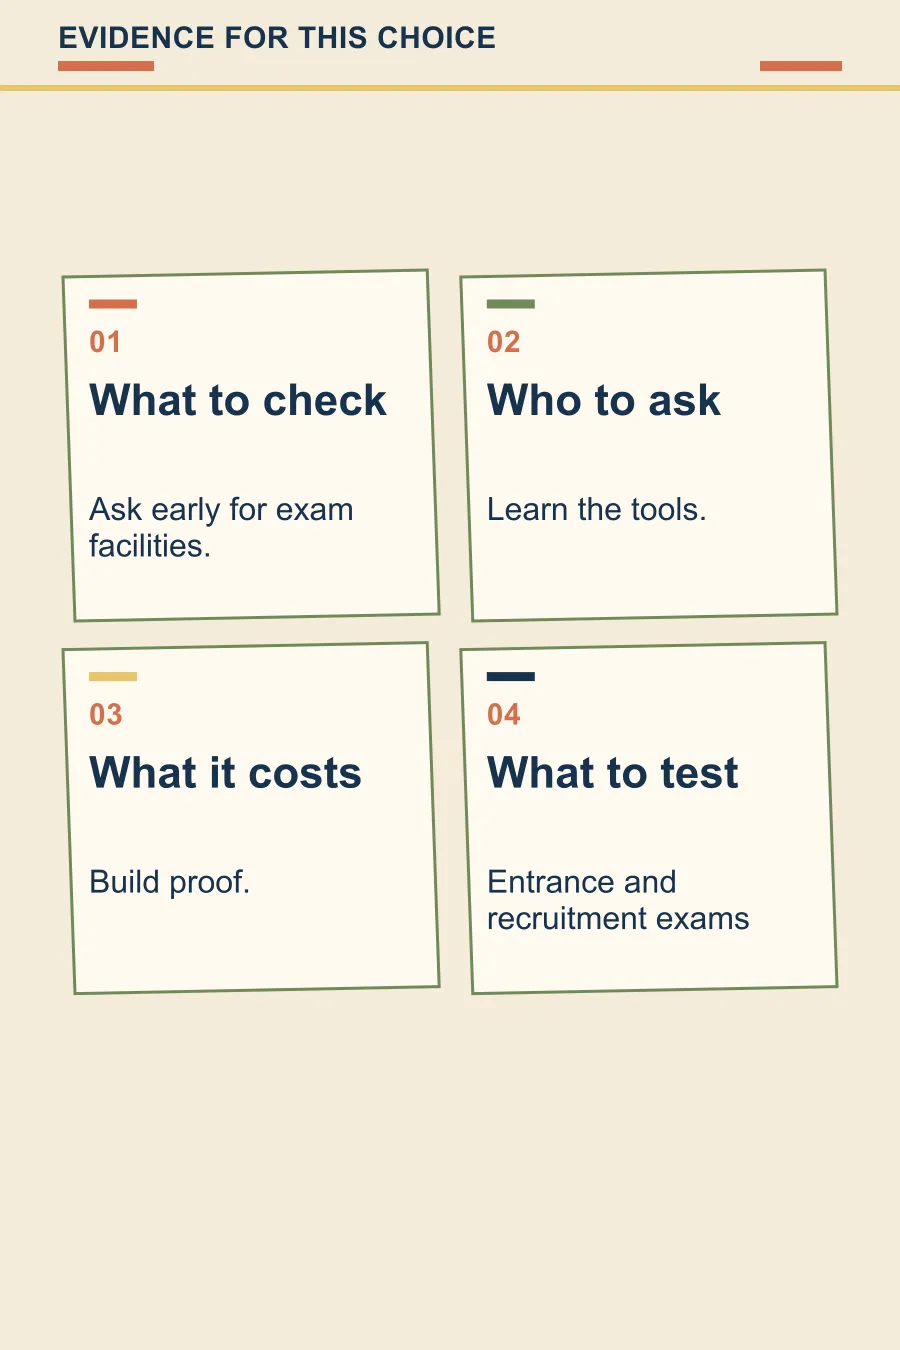 EVIDENCE FOR THIS CHOICE
01
What to check
Ask early for exam
facilities.
02
Who to ask
Learn the tools.
03
What it costs
Build proof.
04
What to test
Entrance and
recruitment exams